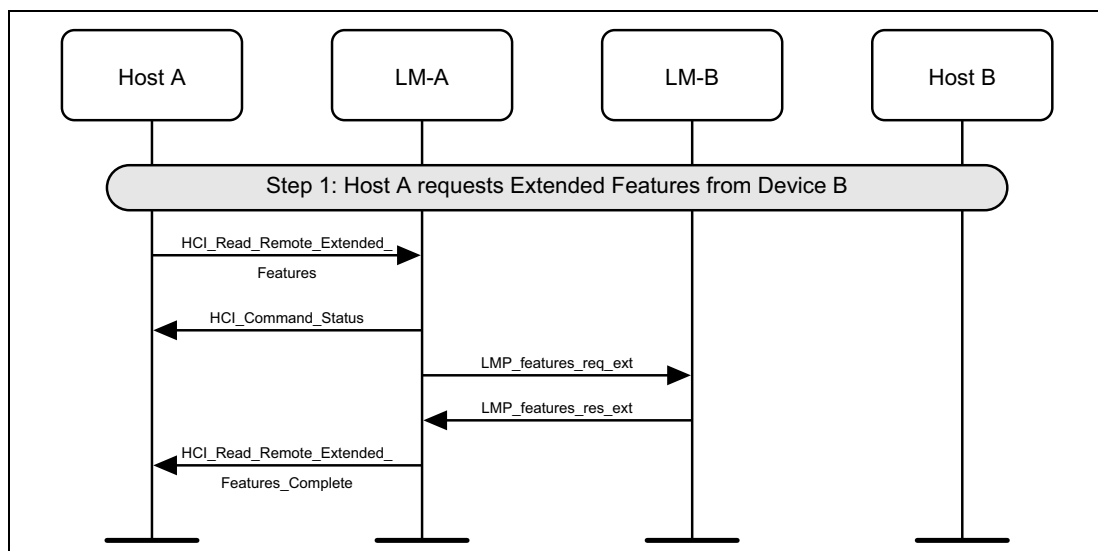 Host A
LM-A
LM-B
Host B
Step 1: Host A requests Extended Features from Device B
HCI_Read_Remote_Extended_
Features
HCI_Command_Status
LMP_features_req_ext
LMP_features_res_ext
HCI_Read_Remote_Extended_
Features_Complete